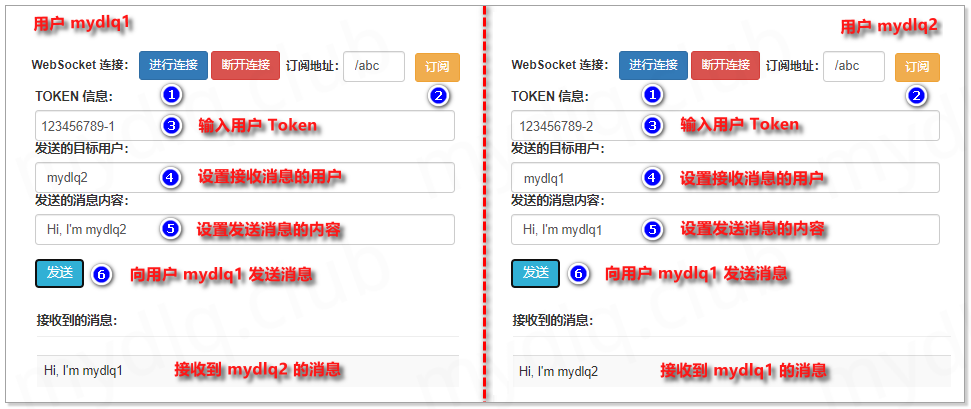 用户 mydlq1
WebSocket 连接： 进行连接 断开连接 订阅地址： /abc 订阅
1 2
TOKEN 信息：
123456789-1 3 输入用户 Token
发送的目标用户：
mydlq2 4 设置接收消息的用户
发送的消息内容：
Hi, I'm mydlq2 5 设置发送消息的内容
发送 6 向用户 mydlq1 发送消息
接收到的消息：
Hi, I'm mydlq1 接收到 mydlq2 的消息
用户 mydlq2
WebSocket 连接： 进行连接 断开连接 订阅地址： /abc 订阅
1 2
TOKEN 信息：
123456789-2 3 输入用户 Token
发送的目标用户：
mydlq1 4 设置接收消息的用户
发送的消息内容：
Hi, I'm mydlq1 5 设置发送消息的内容
发送 6 向用户 mydlq1 发送消息
接收到的消息：
Hi, I'm mydlq2 接收到 mydlq1 的消息
mydlq.club